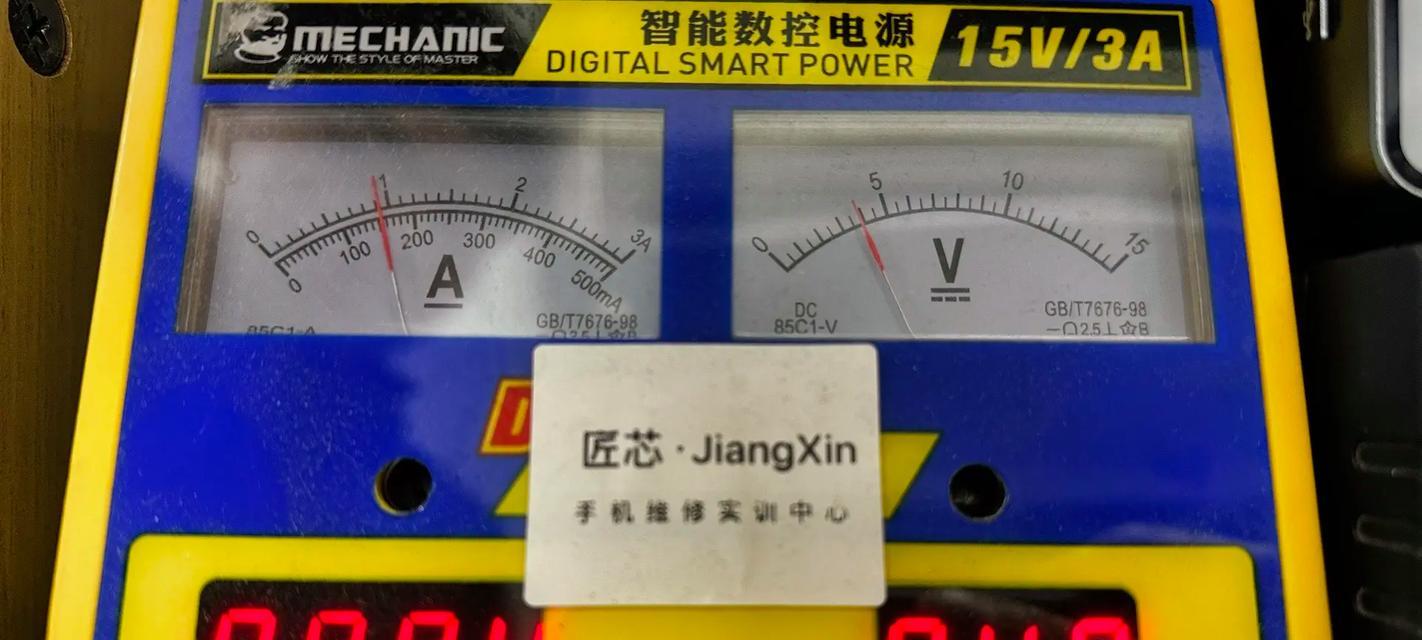 MECHANIC
SHOW THE STYLE OF MASTER
智能数控电源
DIGITAL SMART POWER
15V/3A
0 1 2 3A
0 100 200 300 400 500mA
A
85C1-A
GB/T7676-98
0 5 10 15
V
DC
85C1-V
GB/T7676-98
2.5
B
匠芯·JiangXin
手机维修实训中心